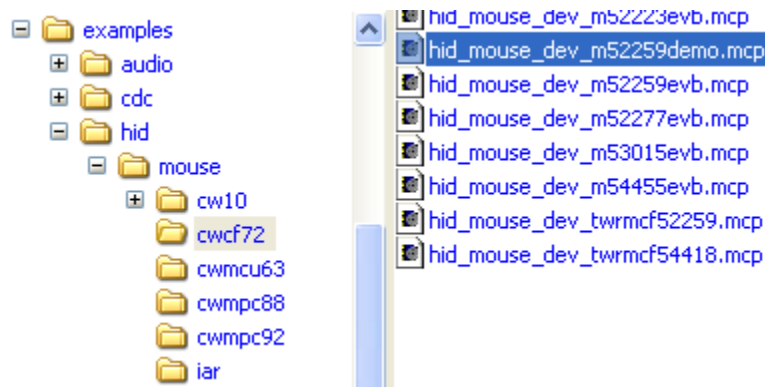 examples
audio
cdc
hid
mouse
cw10
cwcf72
cwmcu63
cwmpc88
cwmpc92
iar
hid_mouse_dev_m52223evb.mcp
hid_mouse_dev_m52259demo.mcp
hid_mouse_dev_m52259evb.mcp
hid_mouse_dev_m52277evb.mcp
hid_mouse_dev_m53015evb.mcp
hid_mouse_dev_m54455evb.mcp
hid_mouse_dev_twrmcf52259.mcp
hid_mouse_dev_twrmcf54418.mcp